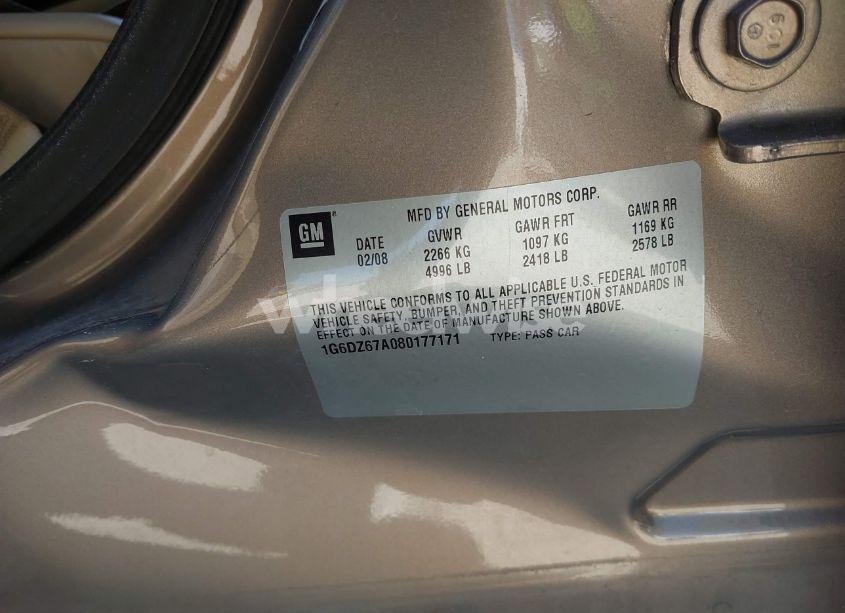 109
GM
MFD BY GENERAL MOTORS CORP.
DATE GVWR GAWR FRT GAWR RR
02/08 2266 KG 1097 KG 1169 KG
4996 LB 2418 LB 2578 LB
THIS VEHICLE CONFORMS TO ALL APPLICABLE U.S. FEDERAL MOTOR
VEHICLE SAFETY, BUMPER, AND THEFT PREVENTION STANDARDS IN
EFFECT ON THE DATE OF MANUFACTURE SHOWN ABOVE.
1G6DZ67A080177171 TYPE: PASS CAR